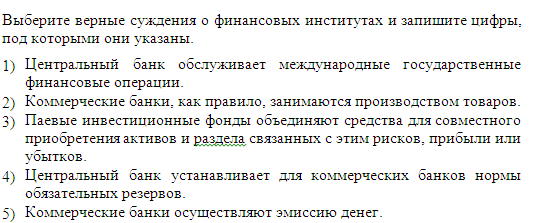 Выберите верные суждения о финансовых институтах и запишите цифры,
под которыми они указаны.
1) Центральный банк обслуживает международные государственные
финансовые операции.
2) Коммерческие банки, как правило, занимаются производством товаров.
3) Паевые инвестиционные фонды объединяют средства для совместного
приобретения активов и раздела связанных с этим рисков, прибыли или
убытков.
4) Центральный банк устанавливает для коммерческих банков нормы
обязательных резервов.
5) Коммерческие банки осуществляют эмиссию денег.